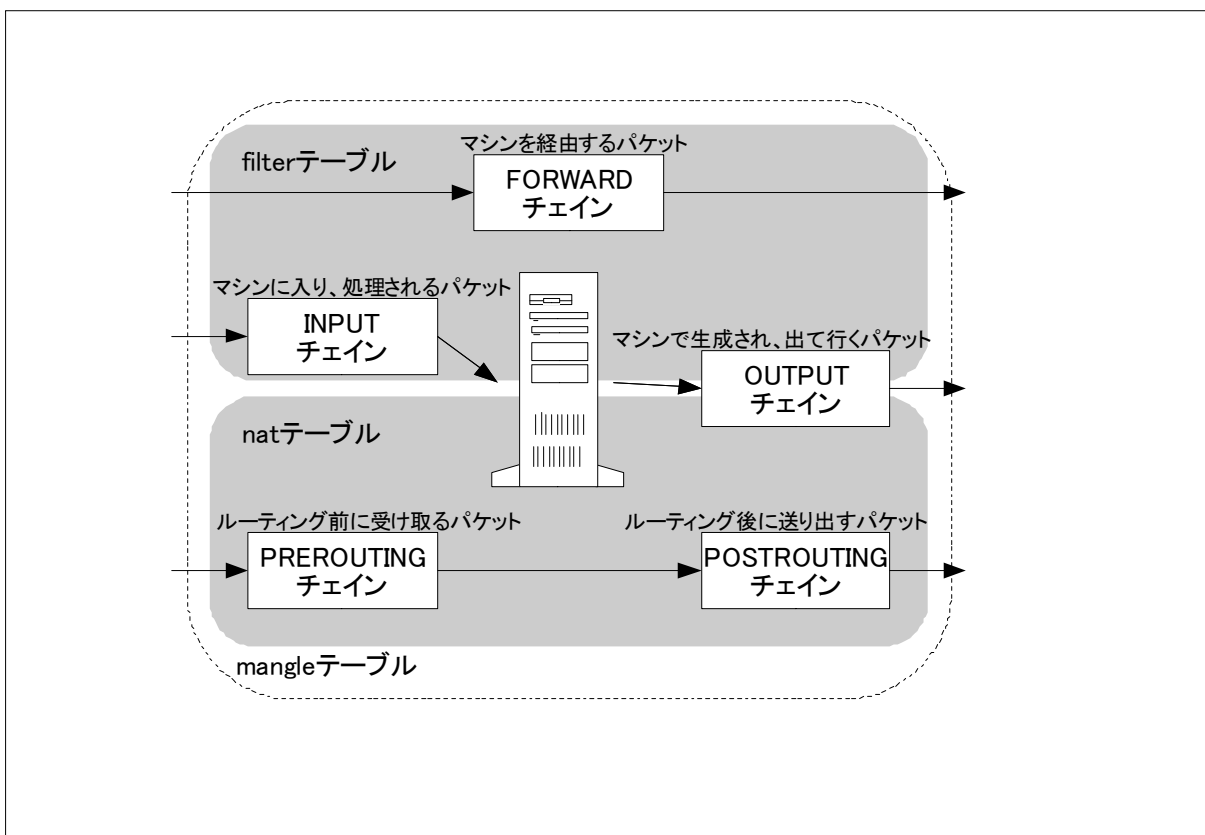 filterテーブル
マシンを経由するパケット
FORWARD
チェイン
マシンに入り、処理されるパケット
INPUT
チェイン
マシンで生成され、出て行くパケット
OUTPUT
チェイン
natテーブル
ルーティング前に受け取るパケット
PREROUTING
チェイン
ルーティング後に送り出すパケット
POSTROUTING
チェイン
mangleテーブル